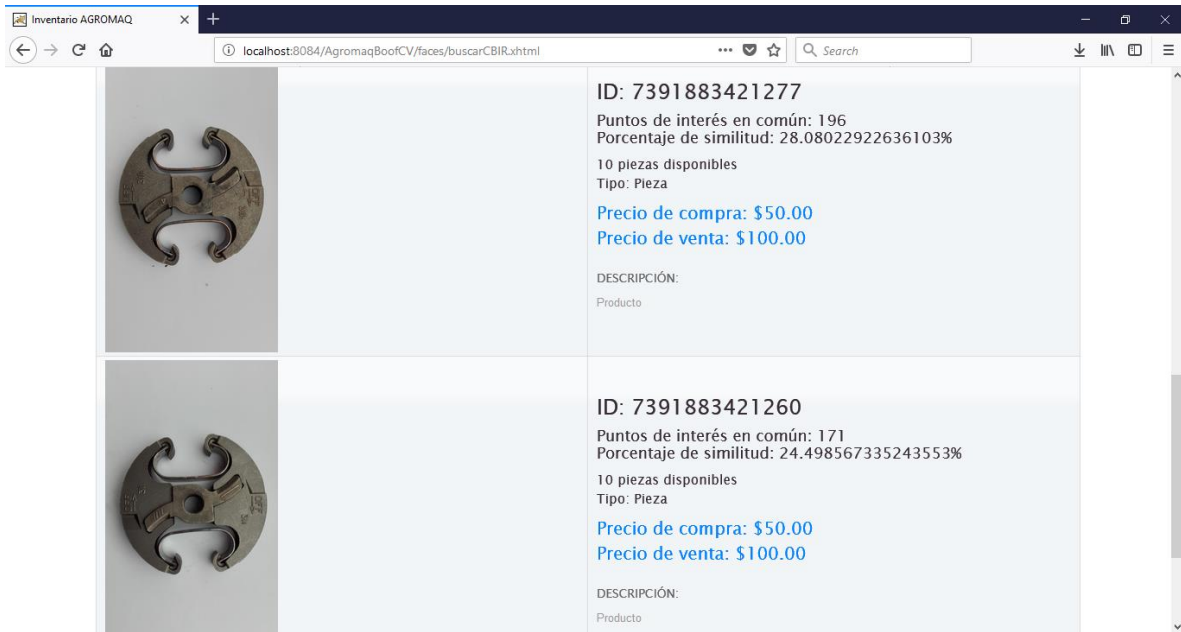 Inventario AGROMAQ
localhost:8084/AgromaqBoofCV/faces/buscarCBIR.xhtml
Search
ID: 7391883421277
Puntos de interés en común: 196
Porcentaje de similitud: 28.08022922636103%
10 piezas disponibles
Tipo: Pieza
Precio de compra: $50.00
Precio de venta: $100.00
DESCRIPCIÓN:
Producto
ID: 7391883421260
Puntos de interés en común: 171
Porcentaje de similitud: 24.498567335243553%
10 piezas disponibles
Tipo: Pieza
Precio de compra: $50.00
Precio de venta: $100.00
DESCRIPCIÓN:
Producto